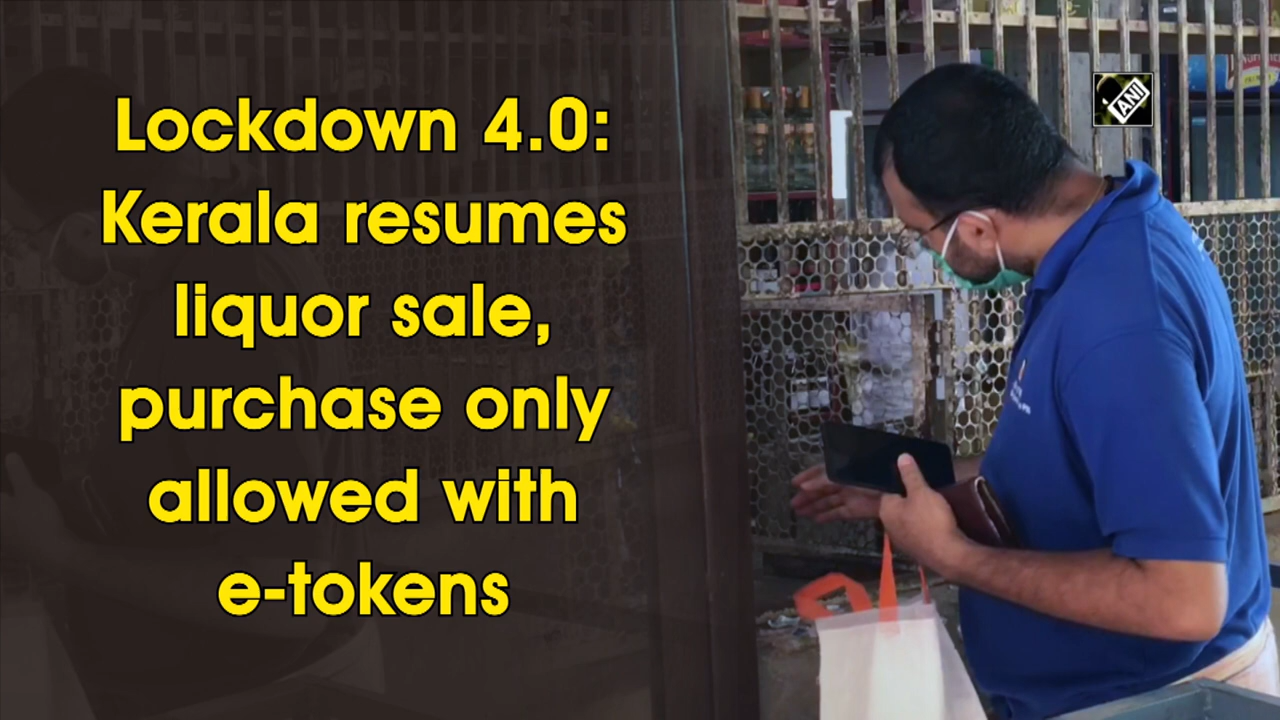 Lockdown 4.0:
Kerala resumes
liquor sale,
purchase only
allowed with
e-tokens
ANI